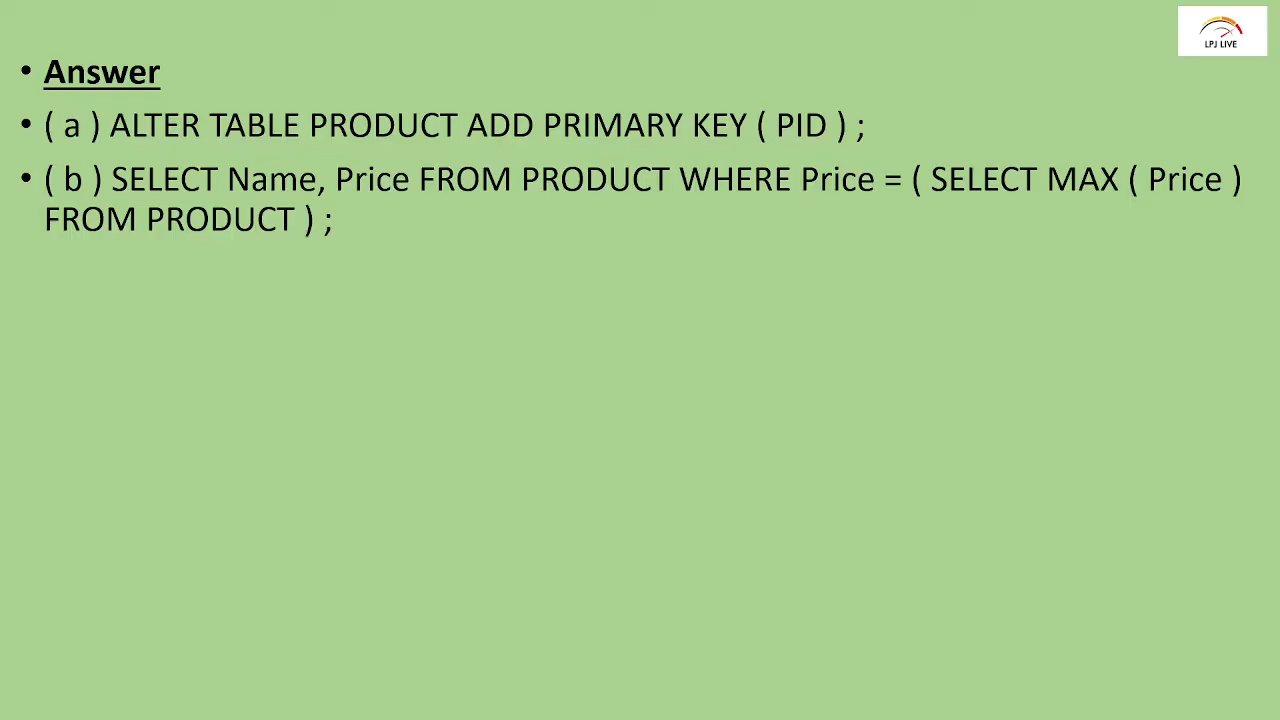 LPJ LIVE
• Answer
• ( a ) ALTER TABLE PRODUCT ADD PRIMARY KEY ( PID ) ;
• ( b ) SELECT Name, Price FROM PRODUCT WHERE Price = ( SELECT MAX ( Price )
FROM PRODUCT ) ;